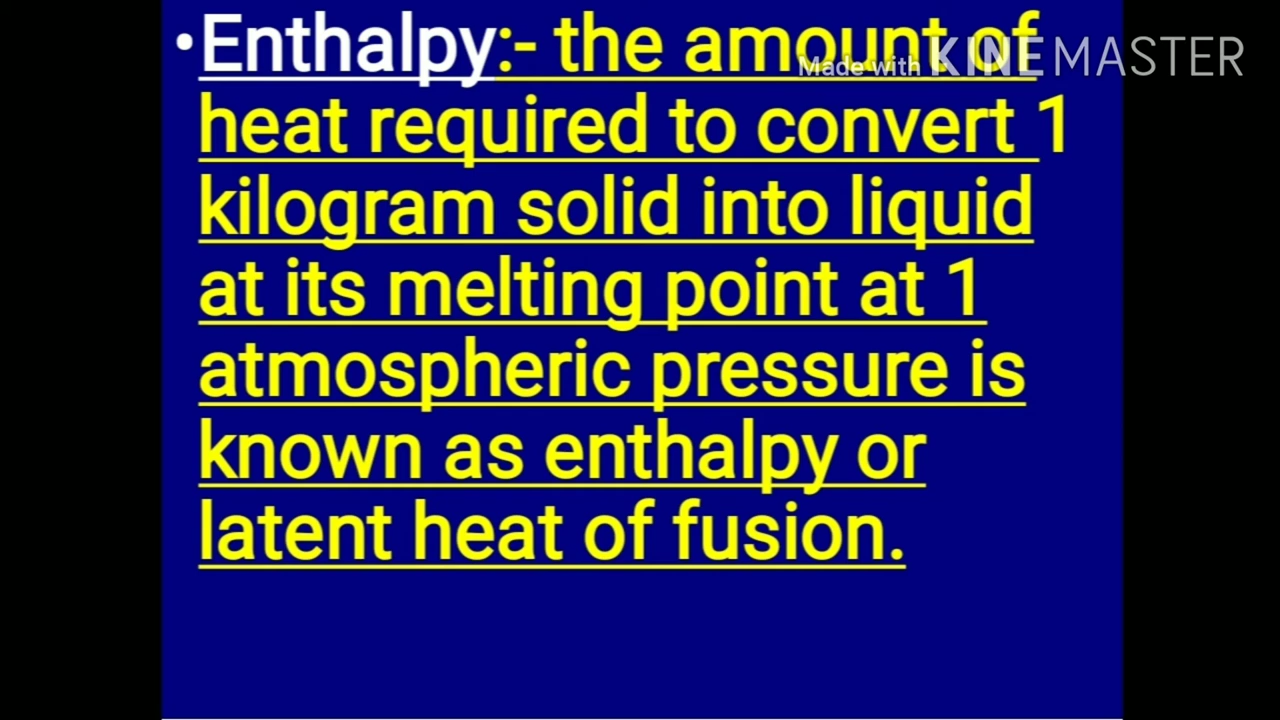 •Enthalpy:- the amount of
Made with KINEMASTER
heat required to convert 1
kilogram solid into liquid
at its melting point at 1
atmospheric pressure is
known as enthalpy or
latent heat of fusion.